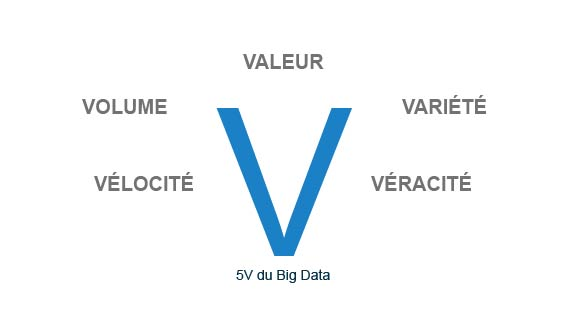 VALEUR
VOLUME
VARIÉTÉ
V
VÉLOCITÉ
VÉRACITÉ
5V du Big Data